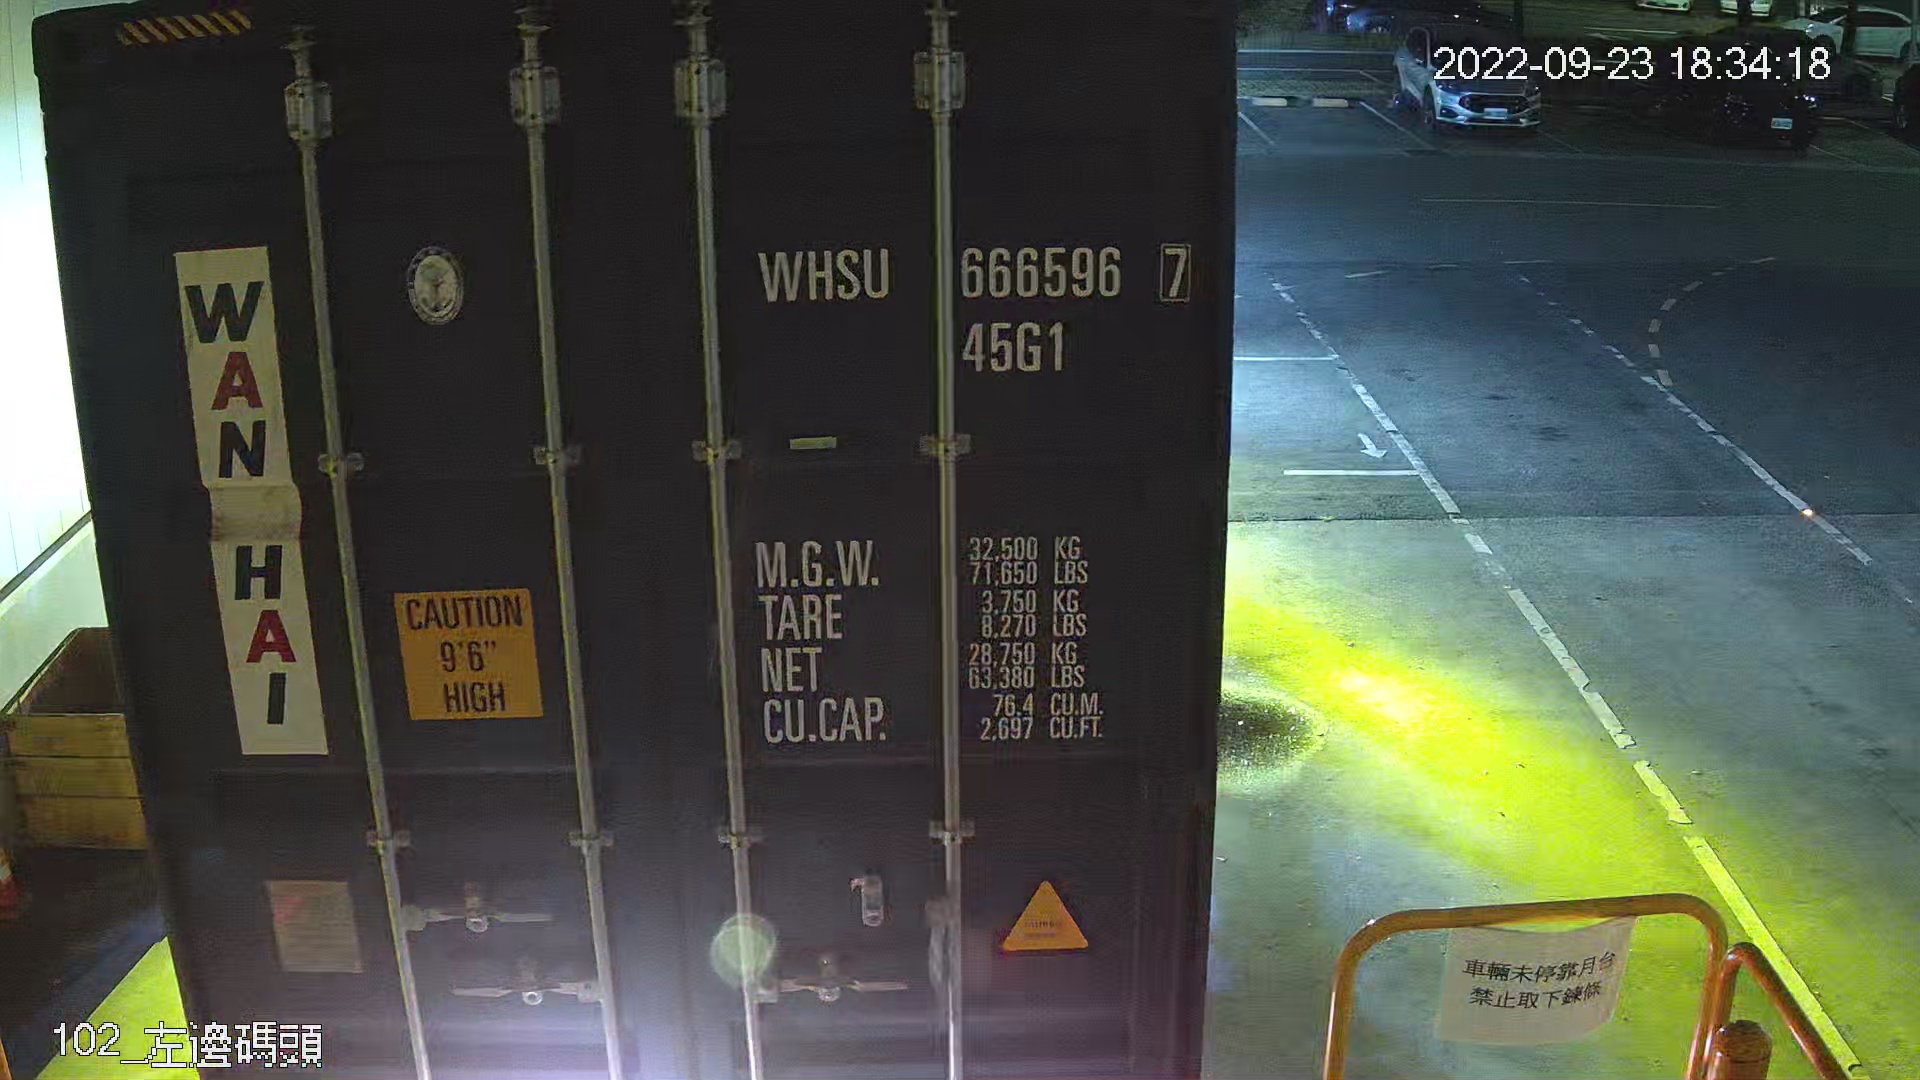 2022-09-23 18:34:18
WAN HAI
WHSU 666596 7
45G1
CAUTION
9'6"
HIGH
M.G.W. 32,500 KG
71,650 LBS
TARE 3,750 KG
8,270 LBS
NET 28,750 KG
63,380 LBS
CU.CAP. 76.4 CU.M.
2,697 CU.FT.
車輛未停靠月台
禁止取下鍊條
102_左邊碼頭